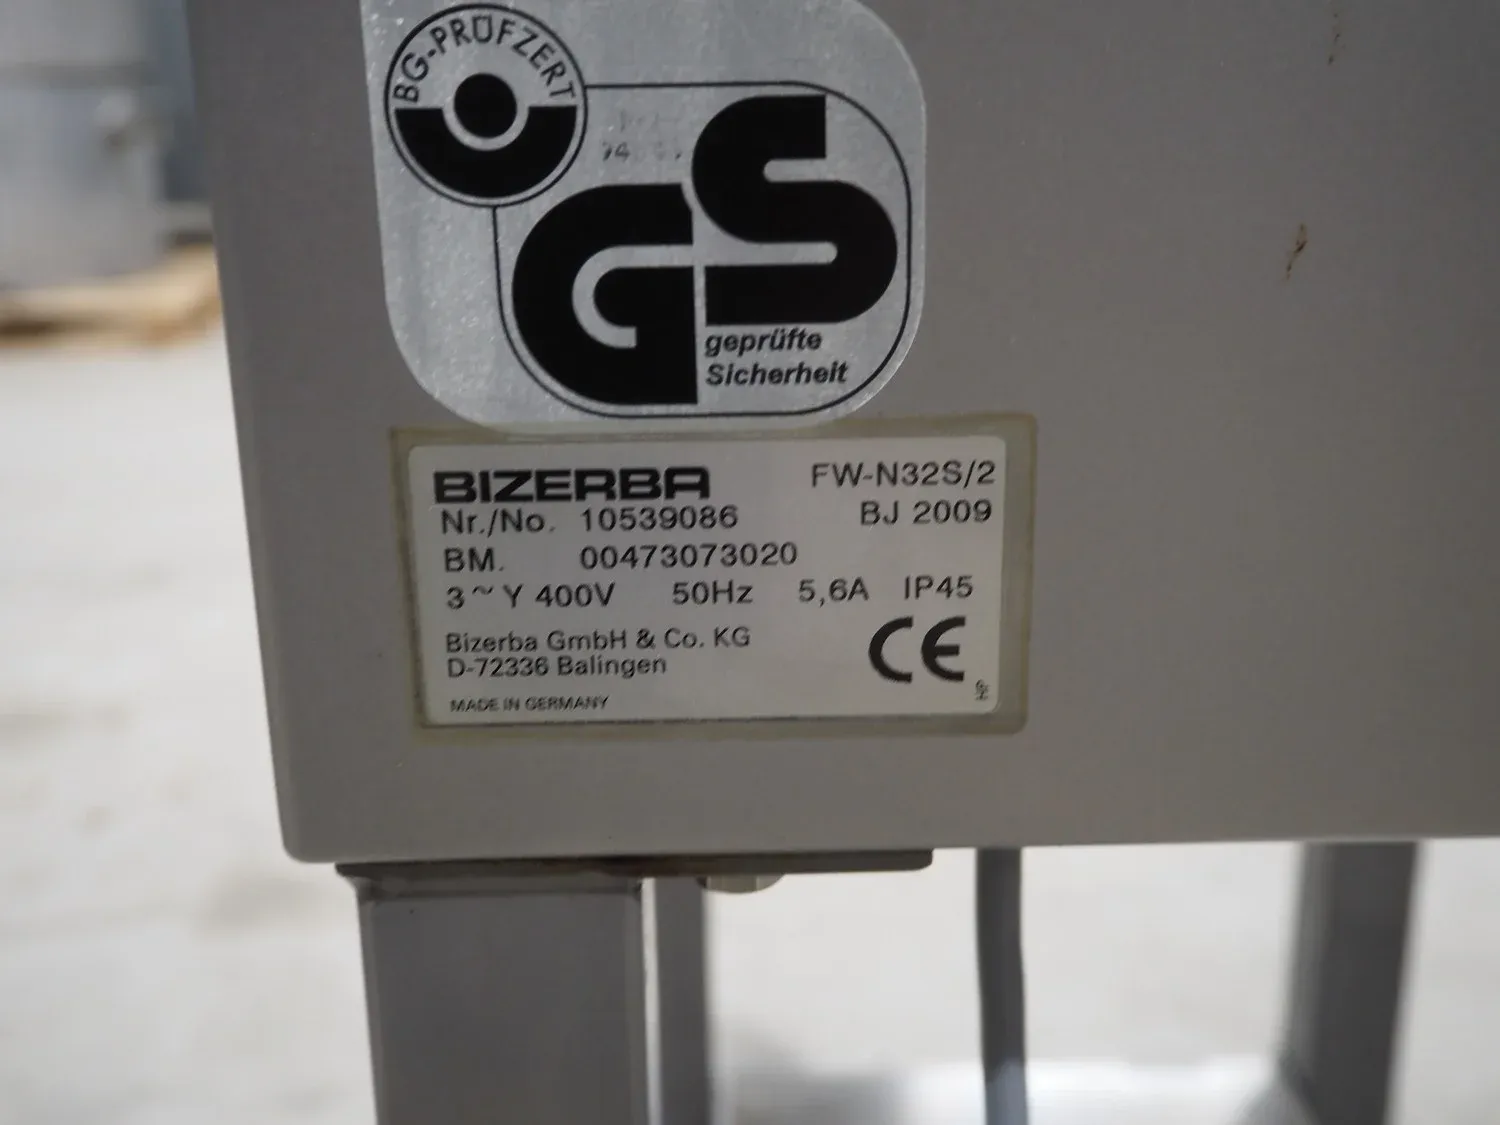 BG-PRÜFZERT
GS
geprüfte
Sicherheit
BIZERBA FW-N32S/2
Nr./No. 10539086 BJ 2009
BM. 00473073020
3~Y 400V 50Hz 5,6A IP45
Bizerba GmbH & Co. KG
D-72336 Balingen
CE
MADE IN GERMANY